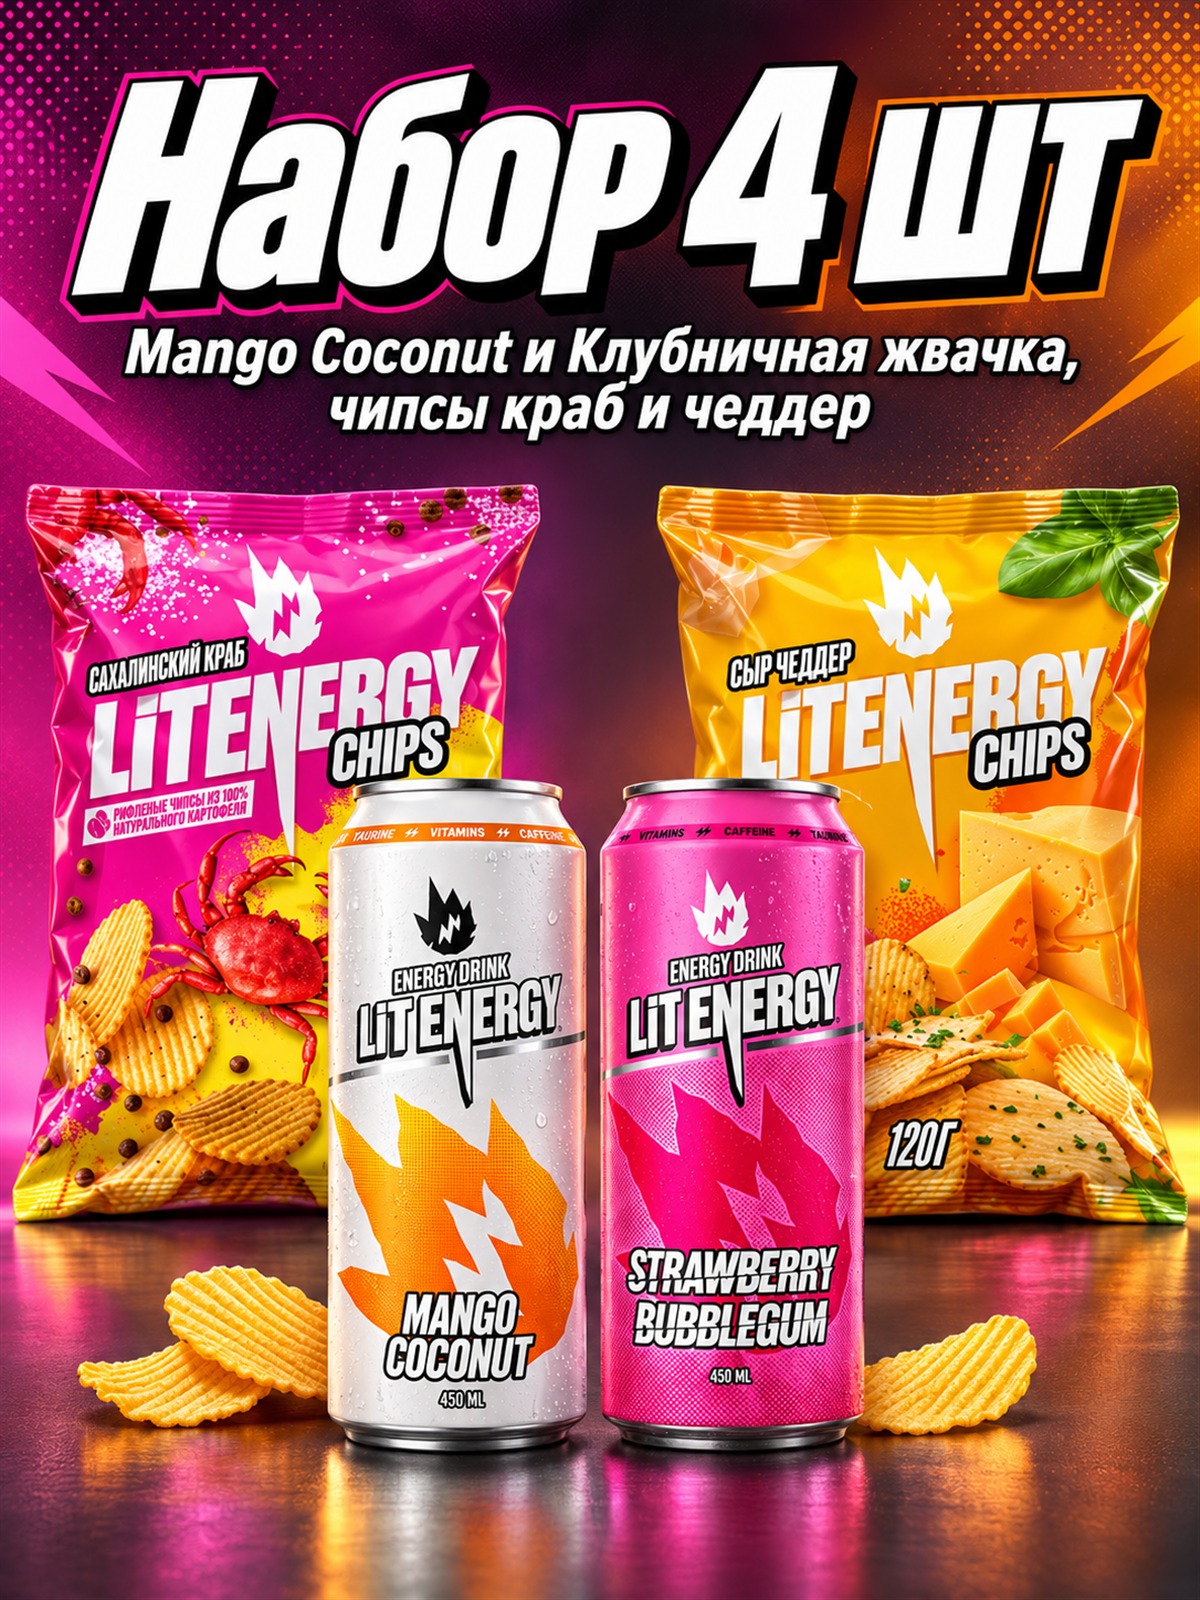 Набор 4 шт
Mango Coconut и Клубничная жвачка,
чипсы краб и чеддер
САХАЛИНСКИЙ КРАБ
LITENERGY
CHIPS
РИФЛЕНЫЕ ЧИПСЫ ИЗ 100%
НАТУРАЛЬНОГО КАРТОФЕЛЯ
СЫР ЧЕДДЕР
LITENERGY
CHIPS
120Г
TAURINE VITAMINS CAFFEINE
ENERGY DRINK
LIT ENERGY
MANGO
COCONUT
450 ML
VITAMINS CAFFEINE TAURINE
ENERGY DRINK
LIT ENERGY
STRAWBERRY
BUBBLEGUM
450 ML